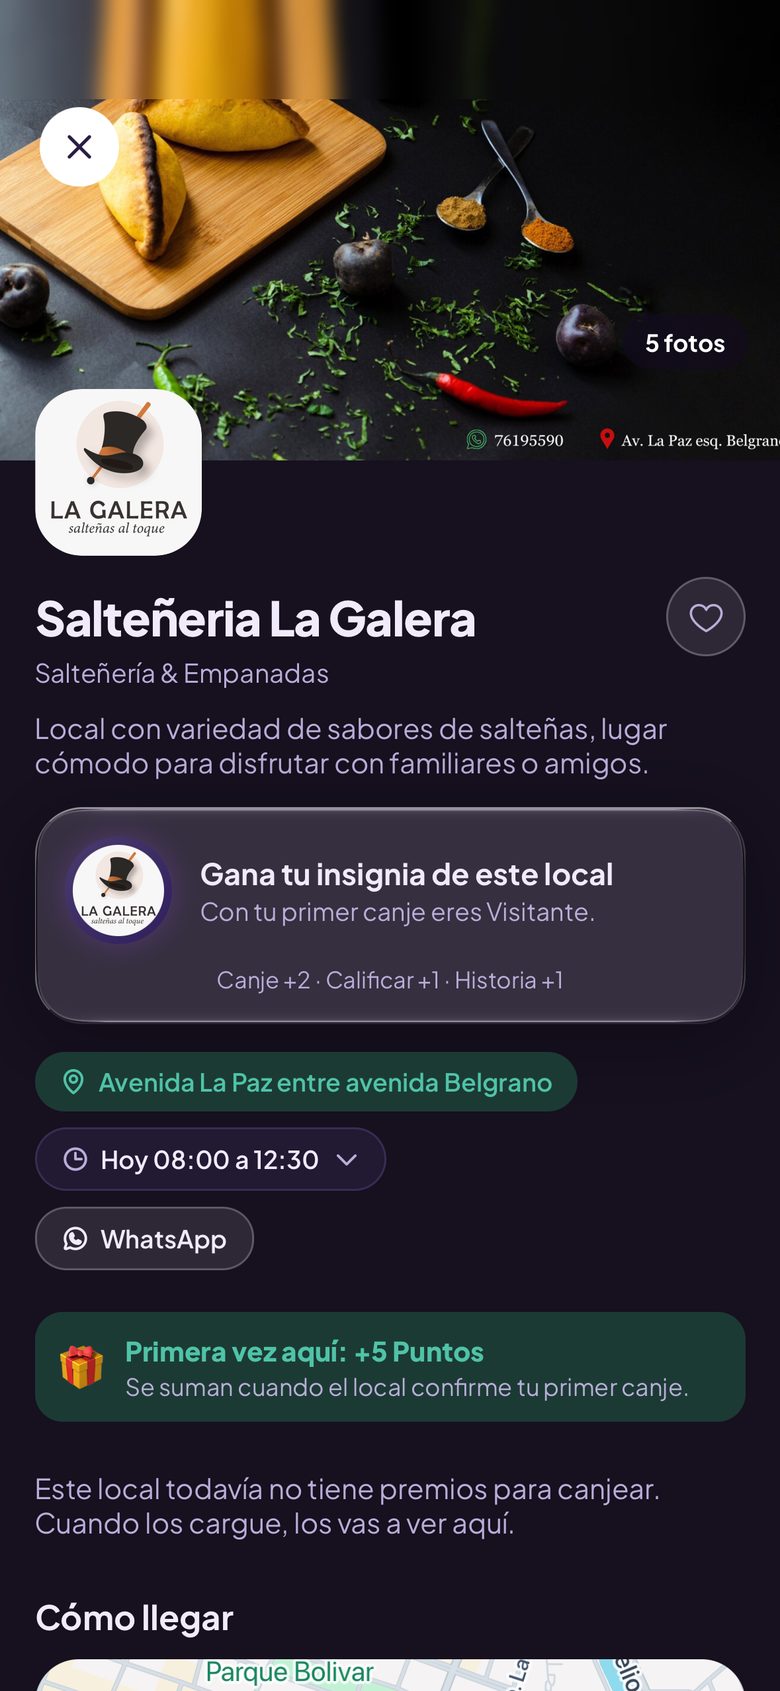 5 fotos
76195590
Av. La Paz esq. Belgrano
LA GALERA
salteñas al toque
Salteñeria La Galera
Salteñería & Empanadas
Local con variedad de sabores de salteñas, lugar
cómodo para disfrutar con familiares o amigos.
LA GALERA
salteñas al toque
Gana tu insignia de este local
Con tu primer canje eres Visitante.
Canje +2 · Calificar +1 · Historia +1
Avenida La Paz entre avenida Belgrano
Hoy 08:00 a 12:30
WhatsApp
Primera vez aquí: +5 Puntos
Se suman cuando el local confirme tu primer canje.
Este local todavía no tiene premios para canjear.
Cuando los cargue, los vas a ver aquí.
Cómo llegar
Parque Bolivar
. La
elio